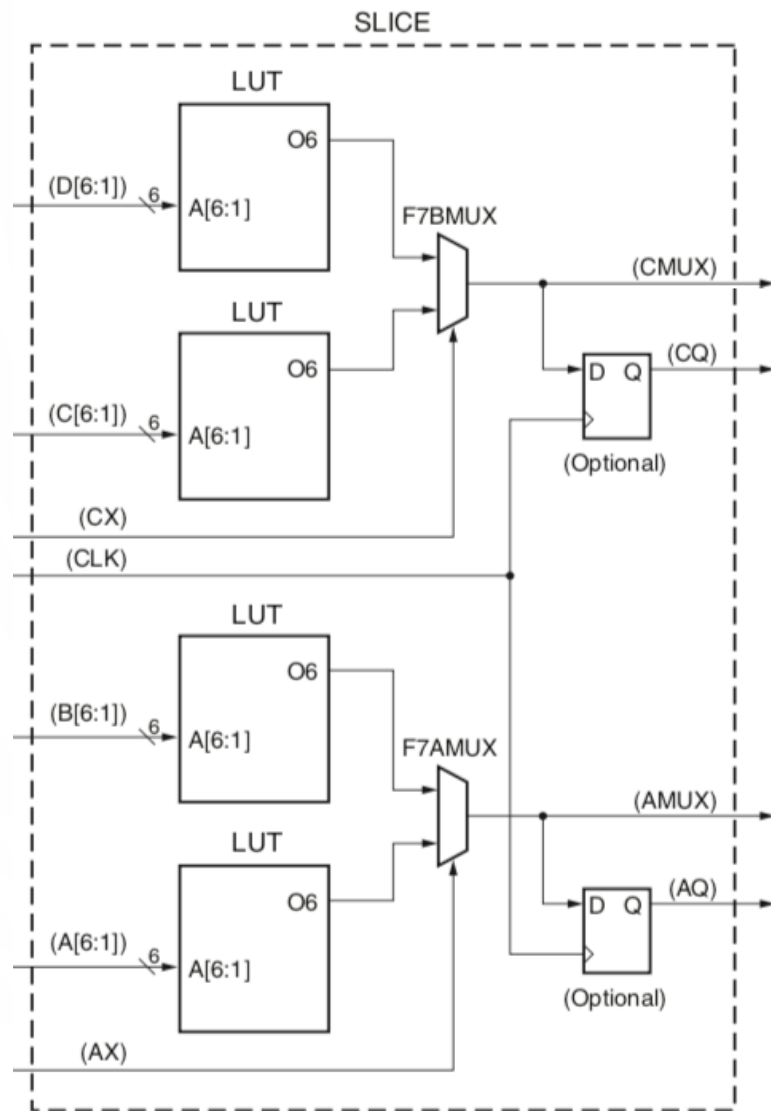 SLICE
LUT
O6
(D[6:1])
6
A[6:1]
F7BMUX
(CMUX)
LUT
O6
D Q
(CQ)
(C[6:1])
6
A[6:1]
(Optional)
(CX)
(CLK)
LUT
O6
(B[6:1])
6
A[6:1]
F7AMUX
(AMUX)
LUT
O6
D Q
(AQ)
(A[6:1])
6
A[6:1]
(Optional)
(AX)